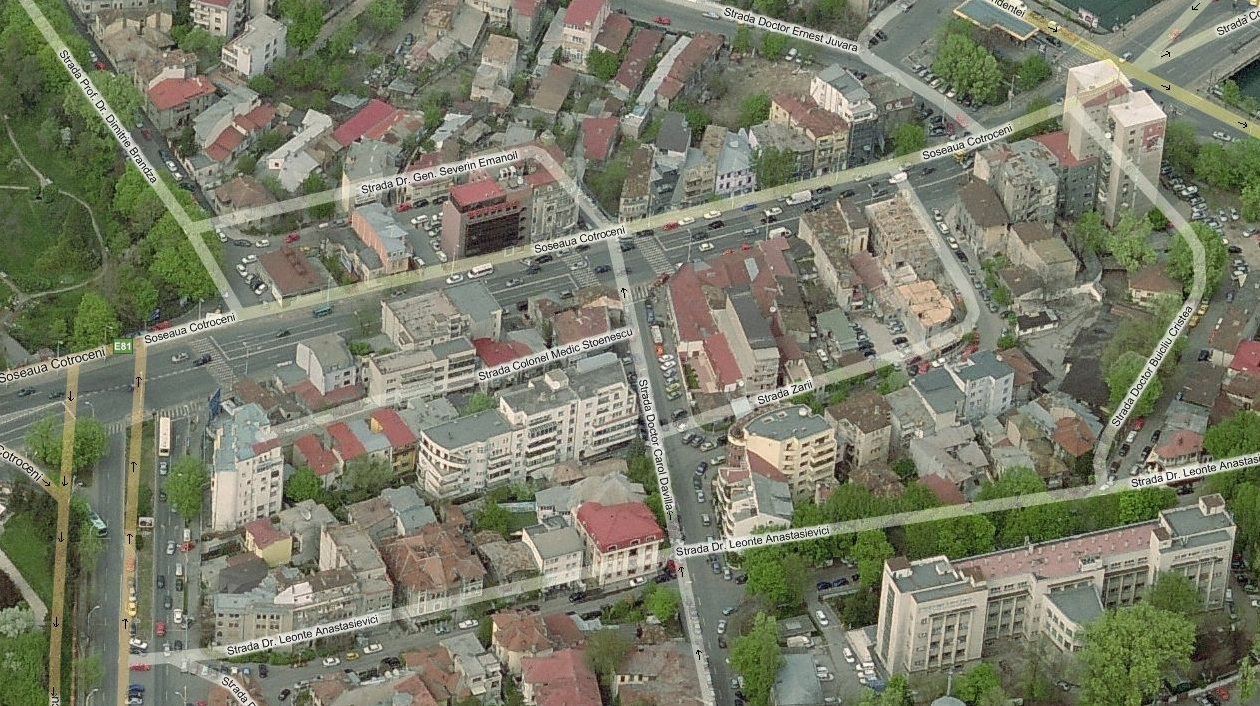 Strada Doctor Ernest Juvara
Strada Prof. Dr. Dimitrie Brandza
Strada Dr. Gen. Severin Emanoil
Soseaua Cotroceni
Soseaua Cotroceni
Soseaua Cotroceni
E81
Soseaua Cotroceni
Strada Colonel Medic Stoenescu
Strada Zarii
Strada Doctor Buiciliu Cristea
Strada Doctor Carol Davilla
Cotroceni
Strada Dr. Leonte Anastasievici
Strada Dr. Leonte Anastasievici
Strada Dr. Leonte Anastasievici